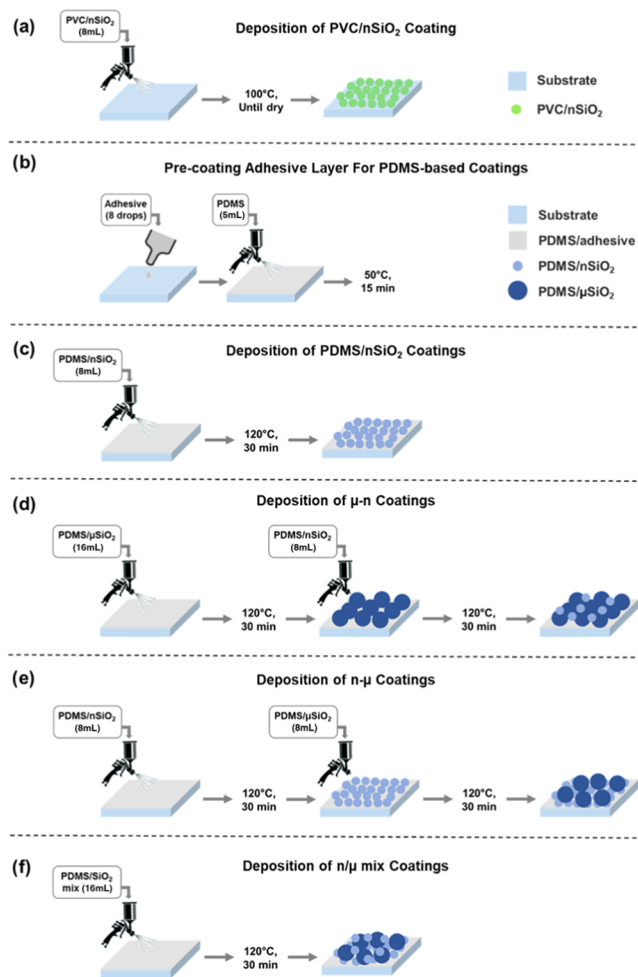 (a)
Deposition of PVC/nSiO₂ Coating
PVC/nSiO₂
(8mL)
100°C,
Until dry
Substrate
PVC/nSiO₂
(b)
Pre-coating Adhesive Layer For PDMS-based Coatings
Adhesive
(8 drops)
PDMS
(5mL)
50°C,
15 min
Substrate
PDMS/adhesive
PDMS/nSiO₂
PDMS/μSiO₂
(c)
Deposition of PDMS/nSiO₂ Coatings
PDMS/nSiO₂
(8mL)
120°C,
30 min
(d)
Deposition of μ-n Coatings
PDMS/μSiO₂
(16mL)
120°C,
30 min
PDMS/nSiO₂
(8mL)
120°C,
30 min
(e)
Deposition of n-μ Coatings
PDMS/nSiO₂
(8mL)
120°C,
30 min
PDMS/μSiO₂
(8mL)
120°C,
30 min
(f)
Deposition of n/μ mix Coatings
PDMS/SiO₂
mix (16mL)
120°C,
30 min